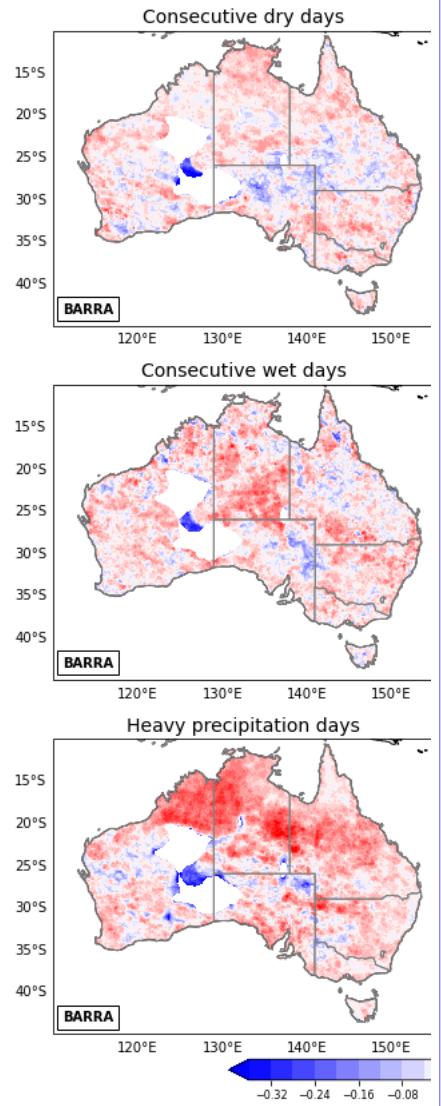 Consecutive dry days
15°S
20°S
25°S
30°S
35°S
40°S
BARRA
120°E 130°E 140°E 150°E
Consecutive wet days
15°S
20°S
25°S
30°S
35°S
40°S
BARRA
120°E 130°E 140°E 150°E
Heavy precipitation days
15°S
20°S
25°S
30°S
35°S
40°S
BARRA
120°E 130°E 140°E 150°E
−0.32 −0.24 −0.16 −0.08